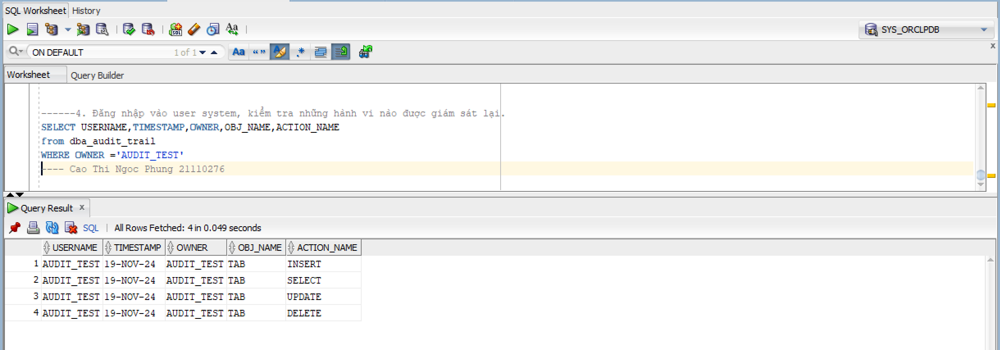 SQL Worksheet History
SYS_ORCLPDB
ON DEFAULT 1 of 1 Aa “ ” .*
Worksheet Query Builder
------4. Đăng nhập vào user system, kiểm tra những hành vi nào được giám sát lại.
SELECT USERNAME,TIMESTAMP,OWNER,OBJ_NAME,ACTION_NAME
from dba_audit_trail
WHERE OWNER ='AUDIT_TEST'
---- Cao Thi Ngoc Phung 21110276
Query Result x
SQL | All Rows Fetched: 4 in 0.049 seconds
USERNAME TIMESTAMP OWNER OBJ_NAME ACTION_NAME
1 AUDIT_TEST 19-NOV-24 AUDIT_TEST TAB INSERT
2 AUDIT_TEST 19-NOV-24 AUDIT_TEST TAB SELECT
3 AUDIT_TEST 19-NOV-24 AUDIT_TEST TAB UPDATE
4 AUDIT_TEST 19-NOV-24 AUDIT_TEST TAB DELETE